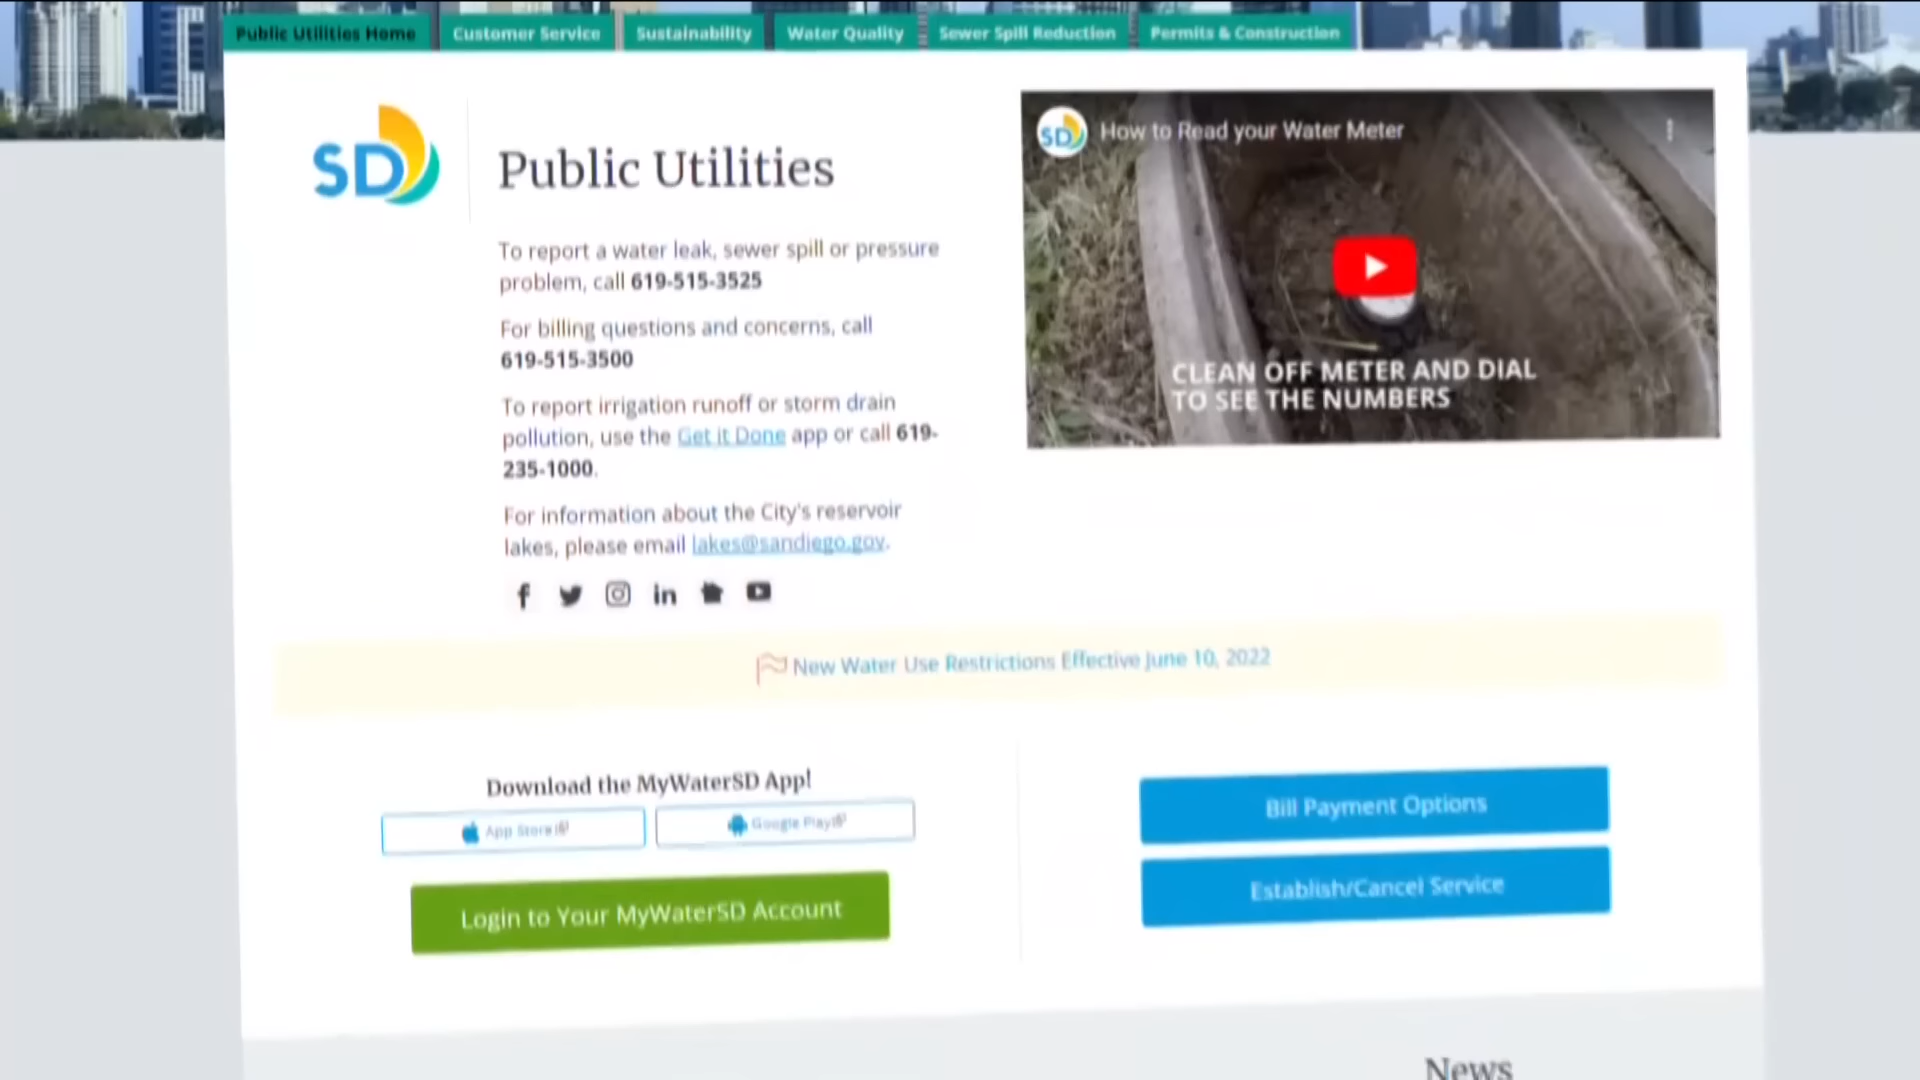 Public Utilities Home
Customer Service
Sustainability
Water Quality
Sewer Spill Reduction
Permits & Construction
SD
Public Utilities
To report a water leak, sewer spill or pressure
problem, call 619-515-3525
For billing questions and concerns, call
619-515-3500
To report irrigation runoff or storm drain
pollution, use the Get it Done app or call 619-
235-1000.
For information about the City's reservoir
lakes, please email lakes@sandiego.gov.
f
in
SD
How to Read your Water Meter
CLEAN OFF METER AND DIAL
TO SEE THE NUMBERS
New Water Use Restrictions Effective June 10, 2022
Download the MyWaterSD App!
App Store
Google Play
Login to Your MyWaterSD Account
Bill Payment Options
Establish/Cancel Service
News